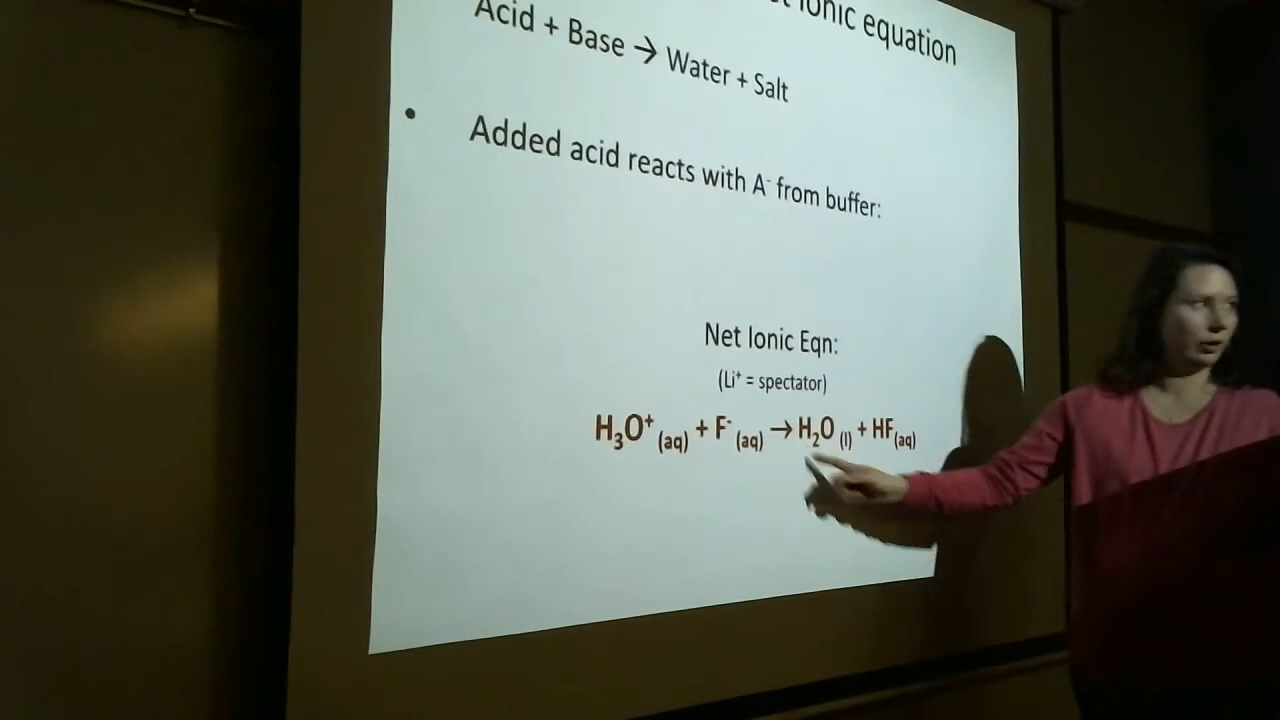 ionic equation
Acid + Base → Water + Salt
• Added acid reacts with A⁻ from buffer:
Net Ionic Eqn:
(Li⁺ = spectator)
H₃O⁺ (aq) + F⁻ (aq) → H₂O (l) + HF(aq)